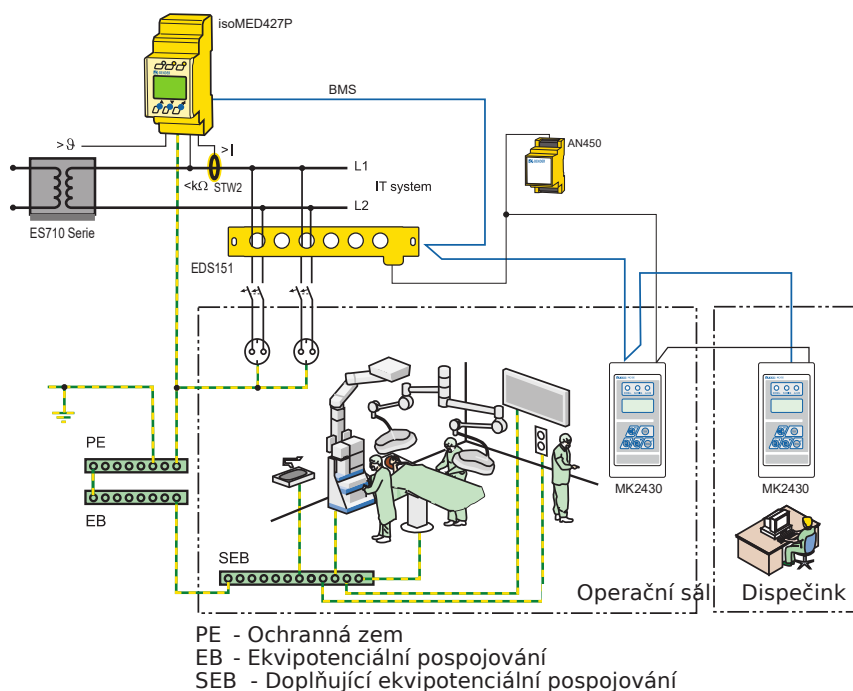 isoMED427P
BMS
>ϑ
>I
AN450
L1
<kΩ
STW2
IT system
L2
ES710 Serie
EDS151
PE
EB
MK2430
MK2430
SEB
Operační sál
Dispečink
PE - Ochranná zem
EB - Ekvipotenciální pospojování
SEB - Doplňující ekvipotenciální pospojování